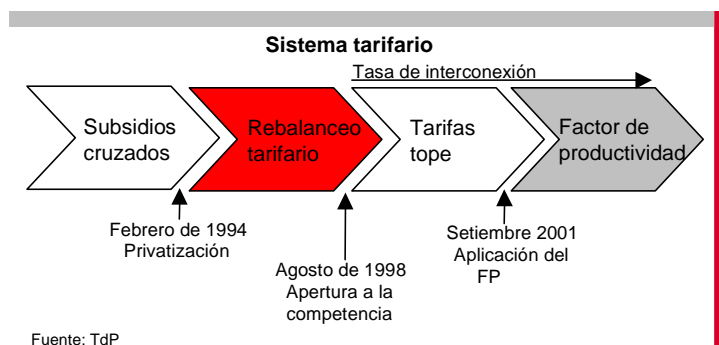 Sistema tarifario
Tasa de interconexión
Subsidios
cruzados
Rebalanceo
tarifario
Tarifas
tope
Factor de
productividad
Febrero de 1994
Privatización
Agosto de 1998
Apertura a la
competencia
Setiembre 2001
Aplicación del
FP
Fuente: TdP